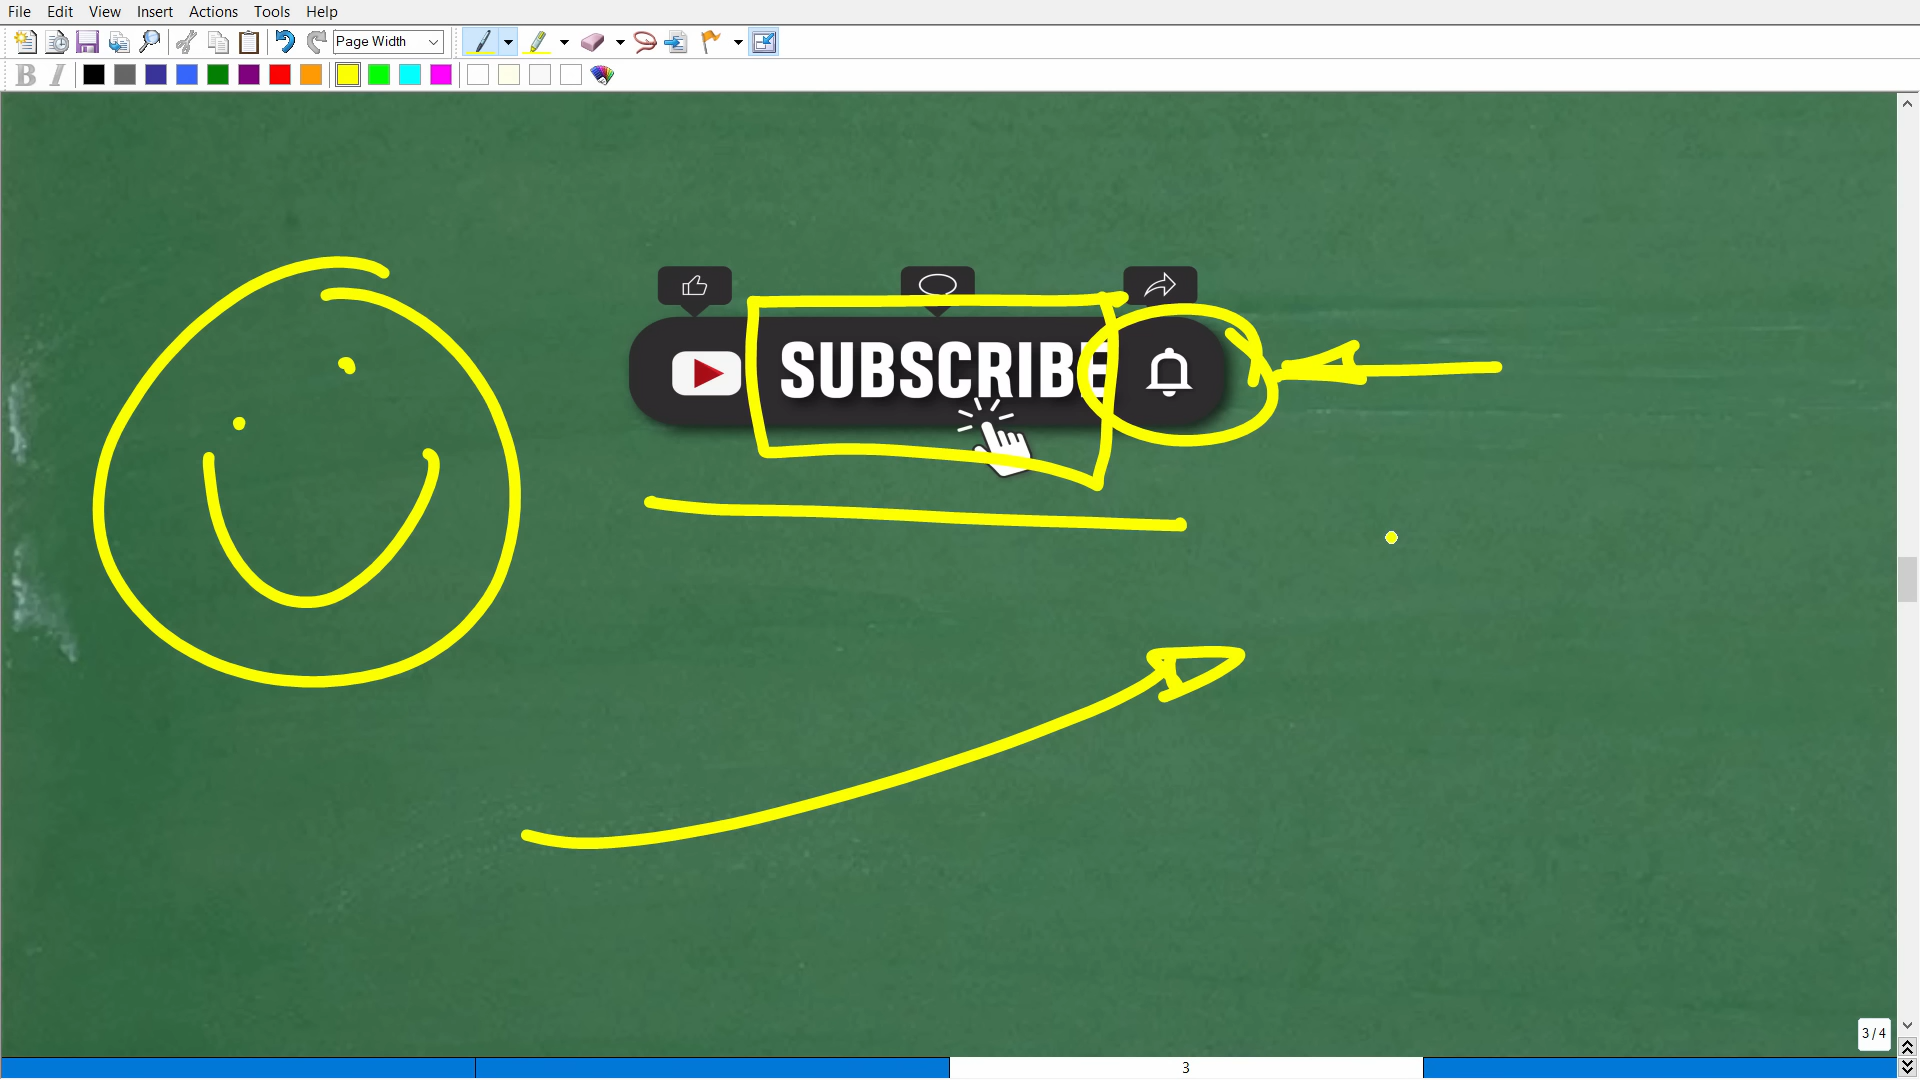 File Edit View Insert Actions Tools Help
Page Width
B I
SUBSCRIBE
3 / 4
3